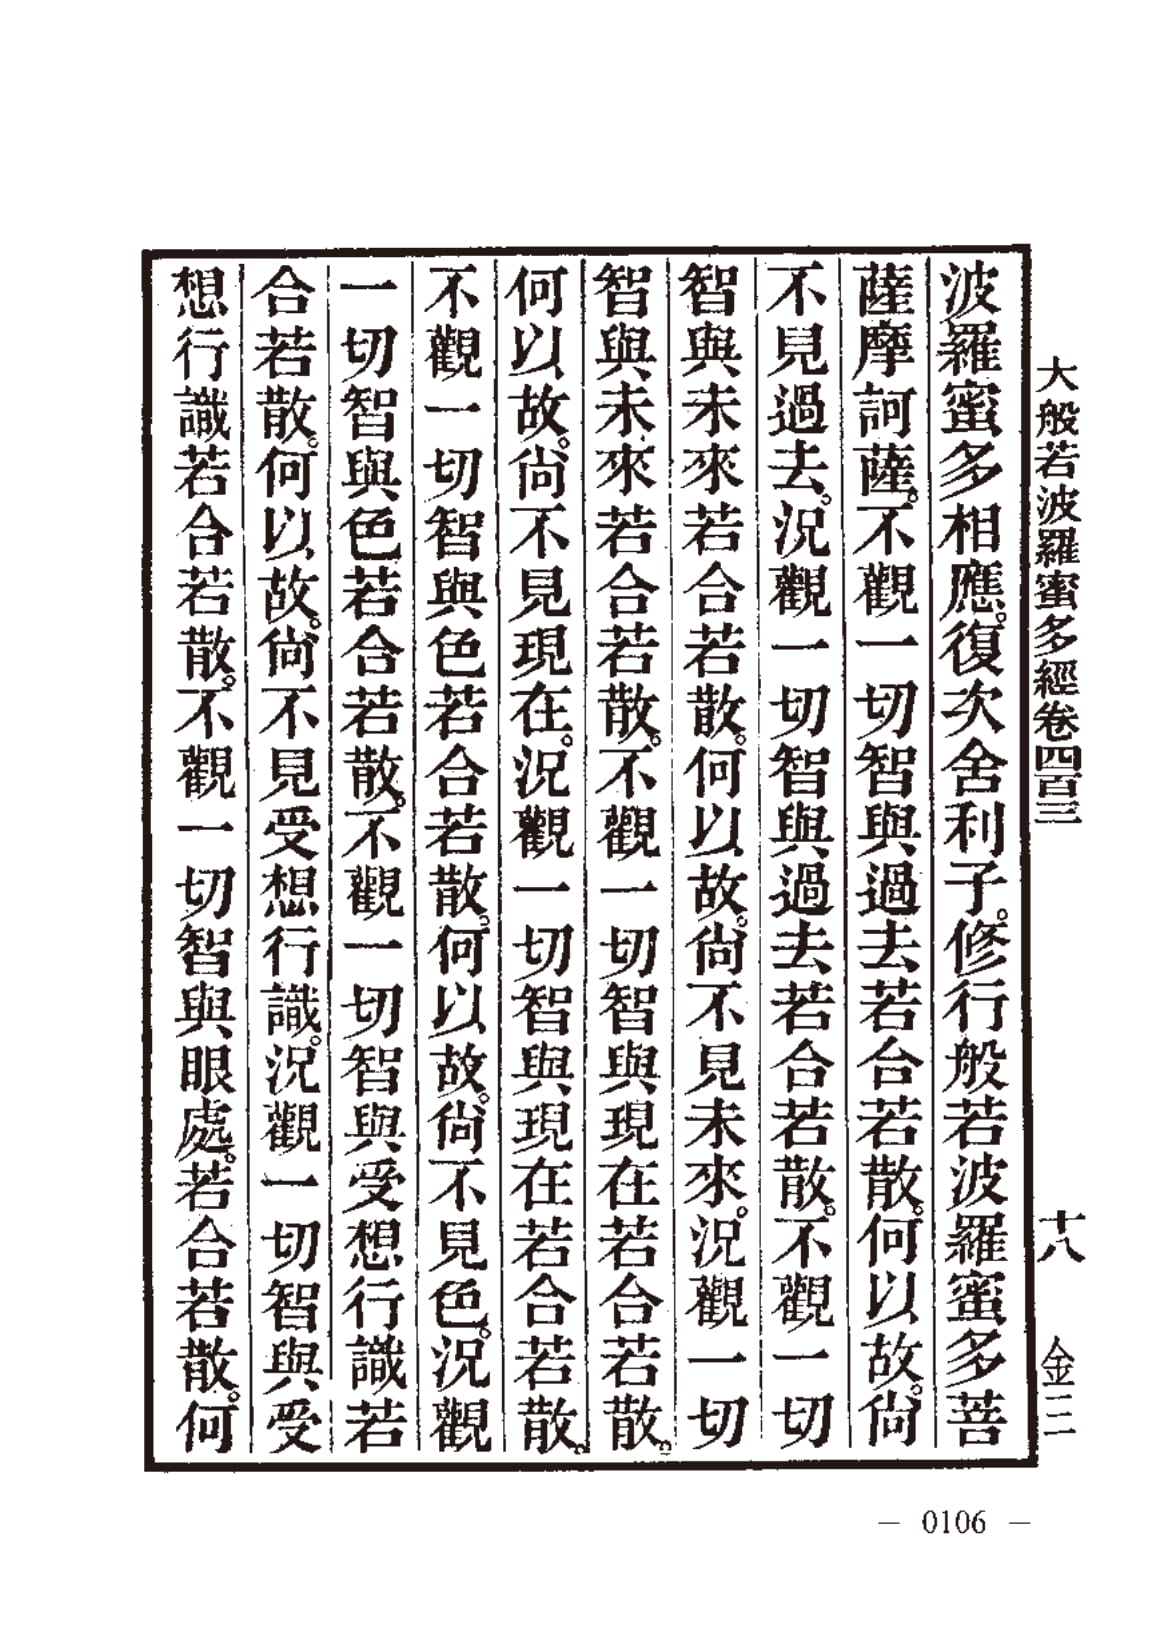 大般若波羅蜜多經卷四百三 十八 金三
波羅蜜多相應。復次舍利子。修行般若波羅蜜多菩
薩摩訶薩。不觀一切智與過去若合若散。何以故。尙
不見過去。況觀一切智與過去若合若散。不觀一切
智與未來若合若散。何以故。尙不見未來。況觀一切
智與未來若合若散。不觀一切智與現在若合若散。
何以故。尙不見現在。況觀一切智與現在若合若散。
不觀一切智與色若合若散。何以故。尙不見色。況觀
一切智與色若合若散。不觀一切智與受想行識若
合若散。何以故。尙不見受想行識。況觀一切智與受
想行識若合若散。不觀一切智與眼處。若合若散。何
— 0106 —